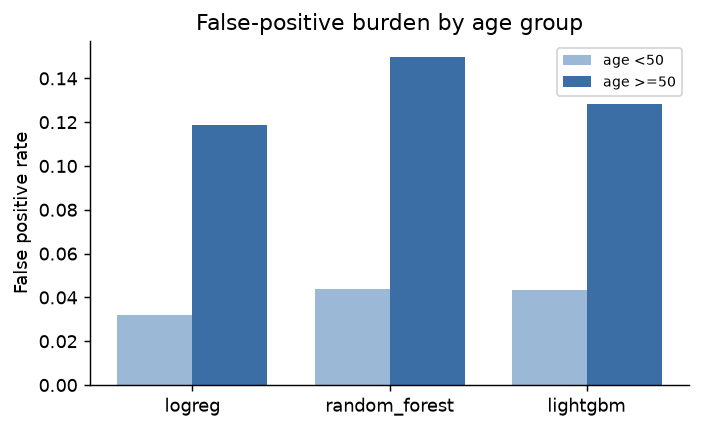 False-positive burden by age group
age <50
age >=50
False positive rate
0.14
0.12
0.10
0.08
0.06
0.04
0.02
0.00
logreg
random_forest
lightgbm